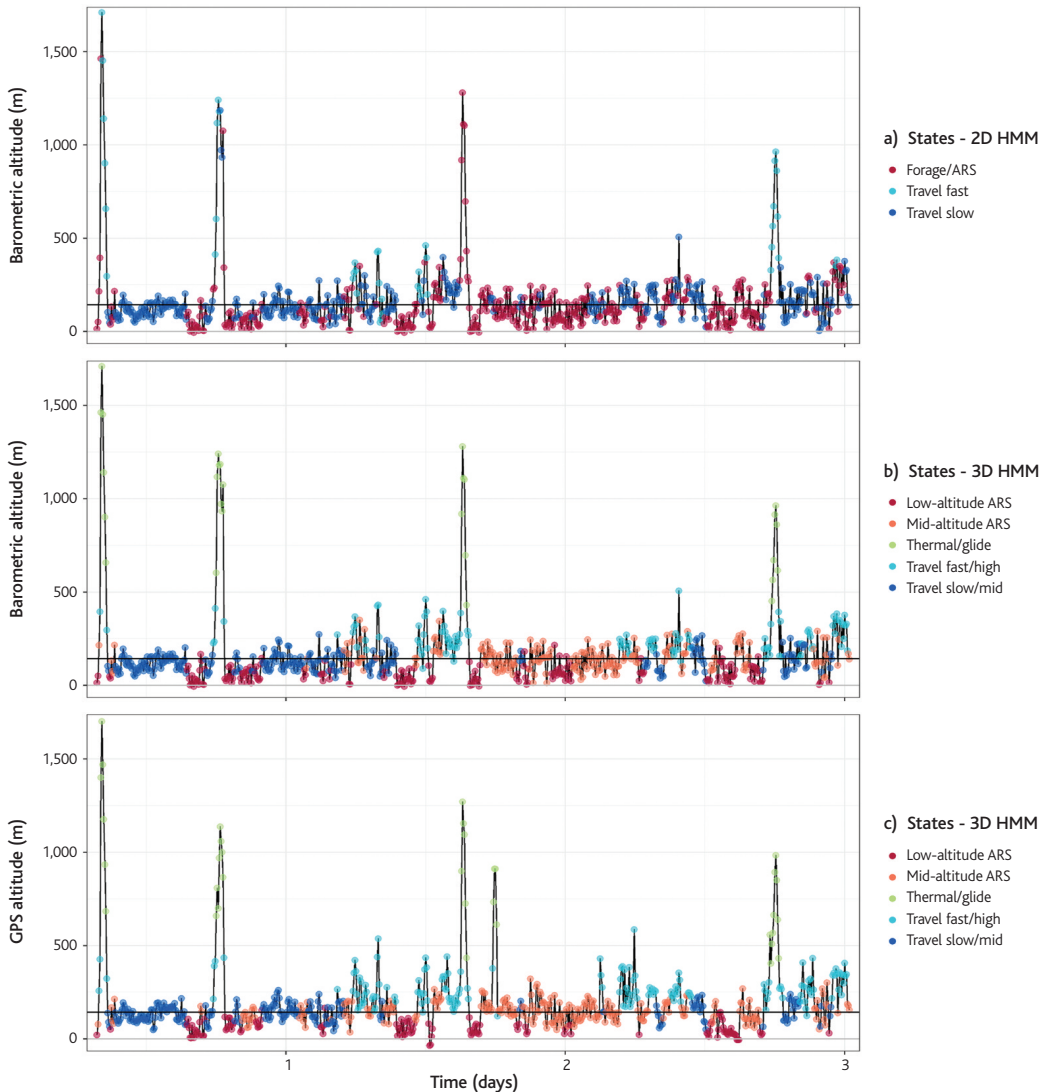 Barometric altitude (m)
1,500
1,000
500
0
a) States - 2D HMM
Forage/ARS
Travel fast
Travel slow
Barometric altitude (m)
1,500
1,000
500
0
b) States - 3D HMM
Low-altitude ARS
Mid-altitude ARS
Thermal/glide
Travel fast/high
Travel slow/mid
GPS altitude (m)
1,500
1,000
500
0
c) States - 3D HMM
Low-altitude ARS
Mid-altitude ARS
Thermal/glide
Travel fast/high
Travel slow/mid
1
2
3
Time (days)